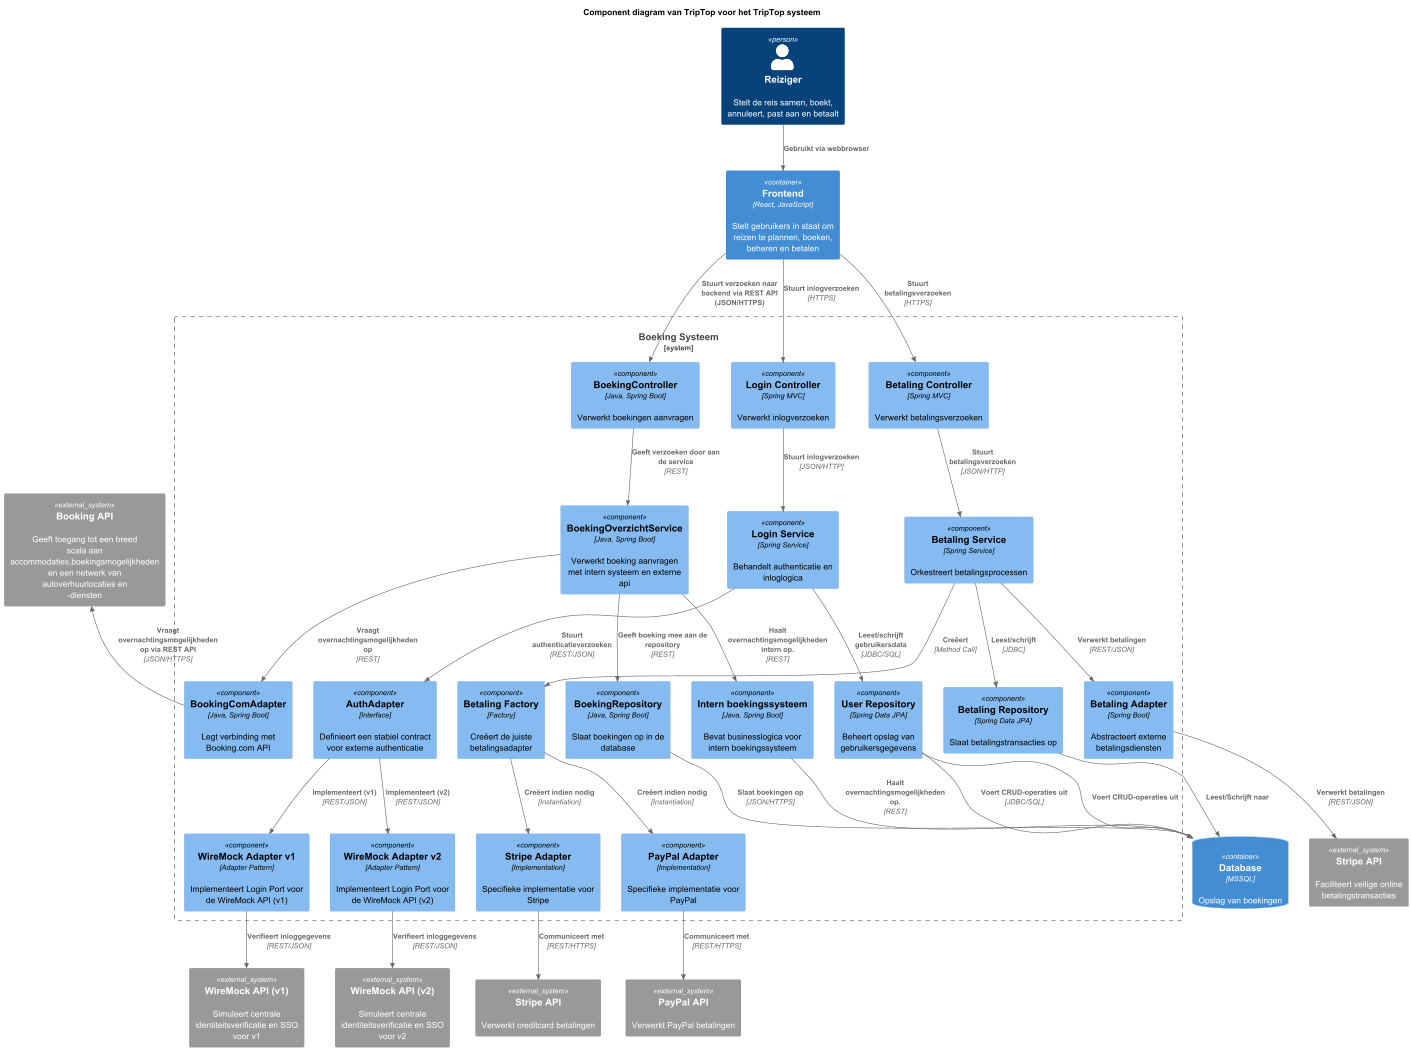 Component diagram van TripTop voor het TripTop systeem
«person»
Reiziger
Stelt de reis samen, boekt,
annuleert, past aan en betaalt
Gebruikt via webbrowser
«container»
Frontend
[React, JavaScript]
Stelt gebruikers in staat om
reizen te plannen, boeken,
beheren en betalen
Stuurt verzoeken naar
backend via REST API
(JSON/HTTPS)
Stuurt inlogverzoeken
[HTTPS]
Stuurt
betalingsverzoeken
[HTTPS]
Boeking Systeem
[system]
«component»
BoekingController
[Java, Spring Boot]
Verwerkt boekingen aanvragen
«component»
Login Controller
[Spring MVC]
Verwerkt inlogverzoeken
«component»
Betaling Controller
[Spring MVC]
Verwerkt betalingsverzoeken
Geeft verzoeken door aan
de service
[REST]
Stuurt inlogverzoeken
[JSON/HTTP]
Stuurt
betalingsverzoeken
[JSON/HTTP]
«external_system»
Booking API
Geeft toegang tot een breed
scala aan
accommodaties,boekingsmogelijkheden
en een netwerk van
autoverhuurlocaties en
-diensten
«component»
BoekingOverzichtService
[Java, Spring Boot]
Verwerkt boeking aanvragen
met intern systeem en externe
api
«component»
Login Service
[Spring Service]
Behandelt authenticatie en
inloglogica
«component»
Betaling Service
[Spring Service]
Orkestreert betalingsprocessen
Vraagt
overnachtingsmogelijkheden
op via REST API
[JSON/HTTPS]
Vraagt
overnachtingsmogelijkheden
op
[REST]
Stuurt
authenticatieverzoeken
[REST/JSON]
Geeft boeking mee aan de
repository
[REST]
Haalt
overnachtingsmogelijkheden
intern op.
[REST]
Leest/schrijft
gebruikersdata
[JDBC/SQL]
Creëert
[Method Call]
Leest/schrijft
[JDBC]
Verwerkt betalingen
[REST/JSON]
«component»
BookingComAdapter
[Java, Spring Boot]
Legt verbinding met
Booking.com API
«component»
AuthAdapter
[Interface]
Definieert een stabiel contract
voor externe authenticatie
«component»
Betaling Factory
[Factory]
Creëert de juiste
betalingsadapter
«component»
BoekingRepository
[Java, Spring Boot]
Slaat boekingen op in de
database
«component»
Intern boekingssysteem
[Java, Spring Boot]
Bevat businesslogica voor
intern boekingssysteem
«component»
User Repository
[Spring Data JPA]
Beheert opslag van
gebruikersgegevens
«component»
Betaling Repository
[Spring Data JPA]
Slaat betalingstransacties op
«component»
Betaling Adapter
[Spring Boot]
Abstracteert externe
betalingsdiensten
Implementeert (v1)
[REST/JSON]
Implementeert (v2)
[REST/JSON]
Creëert indien nodig
[Instantiation]
Creëert indien nodig
[Instantiation]
Slaat boekingen op
[JSON/HTTPS]
Haalt
overnachtingsmogelijkheden
op.
[REST]
Voert CRUD-operaties uit
[JDBC/SQL]
Voert CRUD-operaties uit
Leest/Schrijft naar
Verwerkt betalingen
[REST/JSON]
«component»
WireMock Adapter v1
[Adapter Pattern]
Implementeert Login Port voor
de WireMock API (v1)
«component»
WireMock Adapter v2
[Adapter Pattern]
Implementeert Login Port voor
de WireMock API (v2)
«component»
Stripe Adapter
[Implementation]
Specifieke implementatie voor
Stripe
«component»
PayPal Adapter
[Implementation]
Specifieke implementatie voor
PayPal
«container»
Database
[MSSQL]
Opslag van boekingen
«external_system»
Stripe API
Faciliteert veilige online
betalingstransacties
Verifieert inloggegevens
[REST/JSON]
Verifieert inloggegevens
[REST/JSON]
Communiceert met
[REST/HTTPS]
Communiceert met
[REST/HTTPS]
«external_system»
WireMock API (v1)
Simuleert centrale
identiteitsverificatie en SSO
voor v1
«external_system»
WireMock API (v2)
Simuleert centrale
identiteitsverificatie en SSO
voor v2
«external_system»
Stripe API
Verwerkt creditcard betalingen
«external_system»
PayPal API
Verwerkt PayPal betalingen